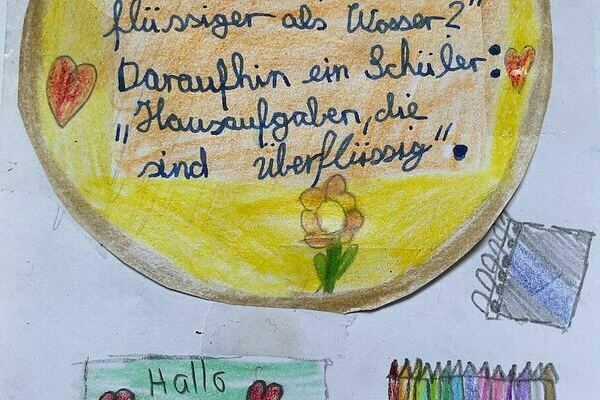 flüssiger als Wasser?"
Daraufhin ein Schüler:
„Hausaufgaben, die
sind überflüssig".
Hallo